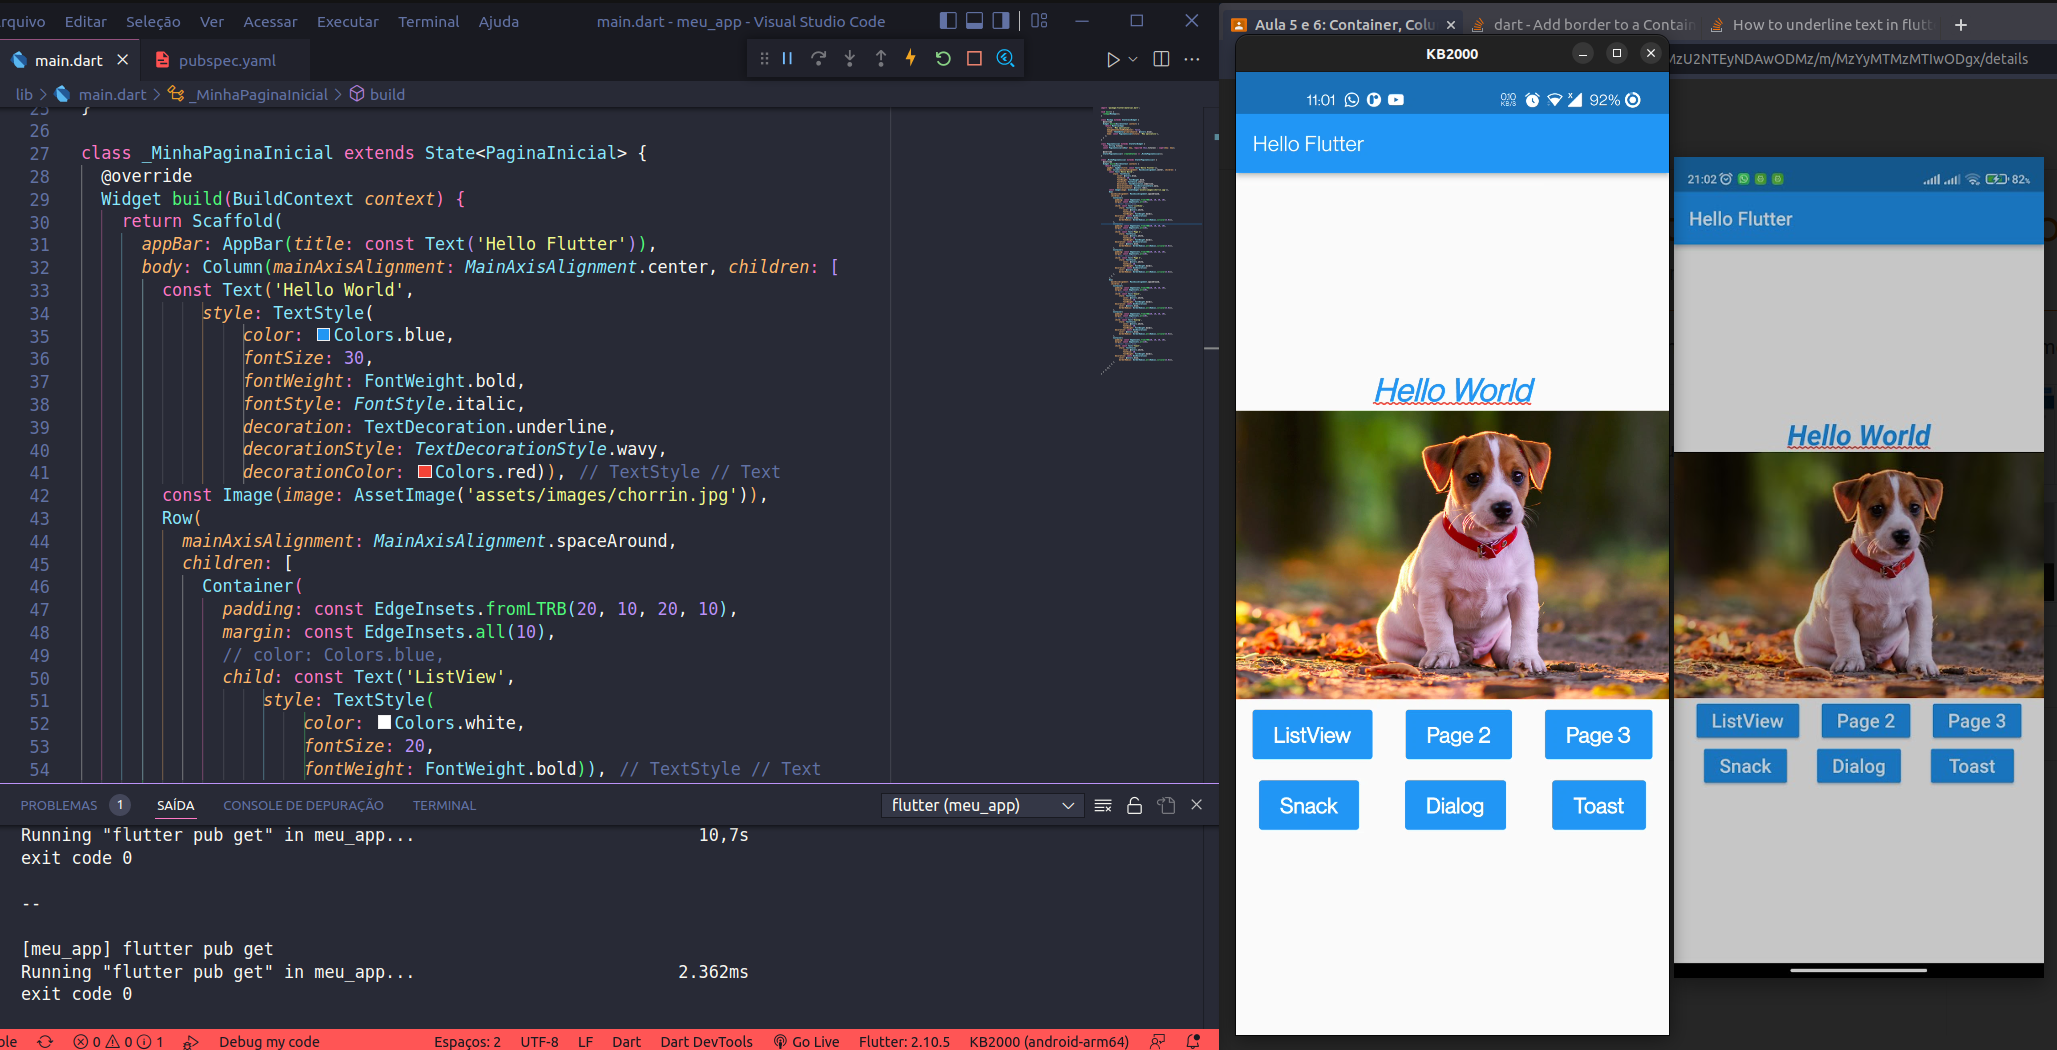 rquivo Editar Seleção Ver Acessar Executar Terminal Ajuda main.dart - meu_app - Visual Studio Code
main.dart pubspec.yaml
lib > main.dart > _MinhaPaginaInicial > build
25 }
26
27 class _MinhaPaginaInicial extends State<PaginaInicial> {
28 @override
29 Widget build(BuildContext context) {
30 return Scaffold(
31 appBar: AppBar(title: const Text('Hello Flutter')),
32 body: Column(mainAxisAlignment: MainAxisAlignment.center, children: [
33 const Text('Hello World',
34 style: TextStyle(
35 color: Colors.blue,
36 fontSize: 30,
37 fontWeight: FontWeight.bold,
38 fontStyle: FontStyle.italic,
39 decoration: TextDecoration.underline,
40 decorationStyle: TextDecorationStyle.wavy,
41 decorationColor: Colors.red)), // TextStyle // Text
42 const Image(image: AssetImage('assets/images/chorrin.jpg')),
43 Row(
44 mainAxisAlignment: MainAxisAlignment.spaceAround,
45 children: [
46 Container(
47 padding: const EdgeInsets.fromLTRB(20, 10, 20, 10),
48 margin: const EdgeInsets.all(10),
49 // color: Colors.blue,
50 child: const Text('ListView',
51 style: TextStyle(
52 color: Colors.white,
53 fontSize: 20,
54 fontWeight: FontWeight.bold)), // TextStyle // Text
PROBLEMAS 1 SAÍDA CONSOLE DE DEPURAÇÃO TERMINAL flutter (meu_app)
Running "flutter pub get" in meu_app... 10,7s
exit code 0
--
[meu_app] flutter pub get
Running "flutter pub get" in meu_app... 2.362ms
exit code 0
ole 0 0 1 Debug my code Espaços: 2 UTF-8 LF Dart Dart DevTools Go Live Flutter: 2.10.5 KB2000 (android-arm64)
Aula 5 e 6: Container, Colu dart - Add border to a Contain How to underline text in flutt
KB2000
MzU2NTEyNDAwODMz/m/MzYyMTMzMTIwODgx/details
11:01 0,10 KB/S 92%
Hello Flutter
Hello World
ListView Page 2 Page 3
Snack Dialog Toast
21:02 82%
Hello Flutter
Hello World
ListView Page 2 Page 3
Snack Dialog Toast